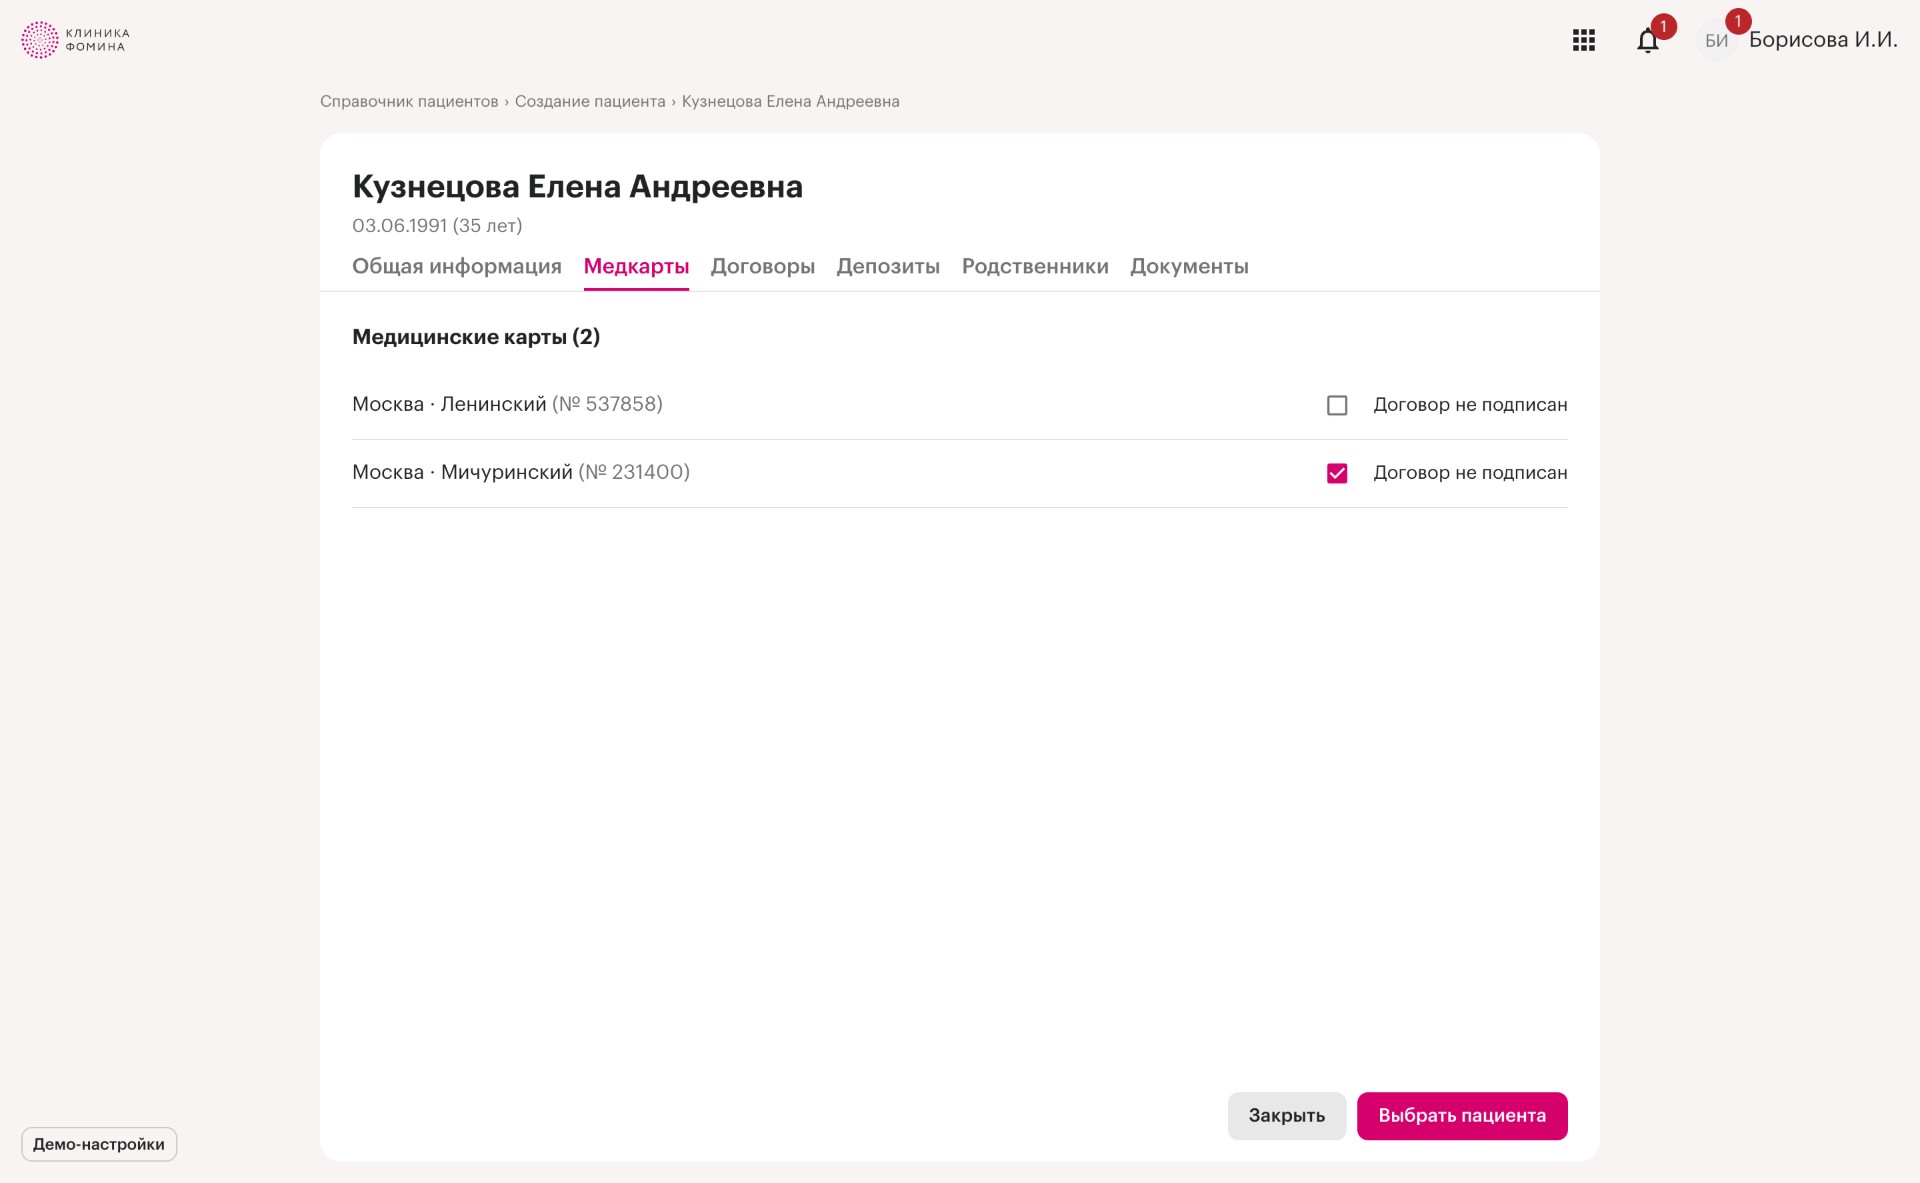 КЛИНИКА
ФОМИНА
1
БИ
1
Борисова И.И.
Справочник пациентов › Создание пациента › Кузнецова Елена Андреевна
Кузнецова Елена Андреевна
03.06.1991 (35 лет)
Общая информация Медкарты Договоры Депозиты Родственники Документы
Медицинские карты (2)
Москва · Ленинский (№ 537858) Договор не подписан
Москва · Мичуринский (№ 231400) Договор не подписан
Закрыть Выбрать пациента
Демо-настройки